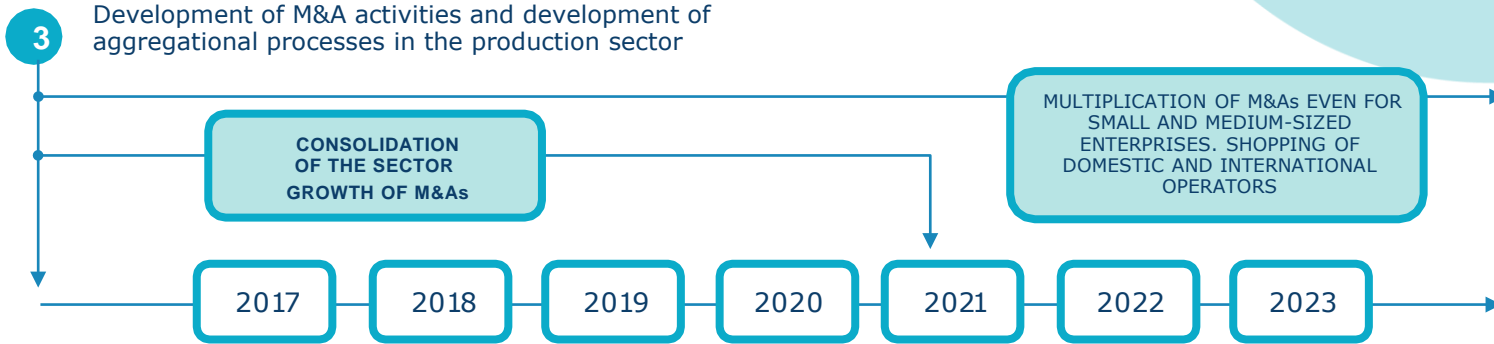 3
Development of M&A activities and development of
aggregational processes in the production sector
CONSOLIDATION
OF THE SECTOR
GROWTH OF M&As
MULTIPLICATION OF M&As EVEN FOR
SMALL AND MEDIUM-SIZED
ENTERPRISES. SHOPPING OF
DOMESTIC AND INTERNATIONAL
OPERATORS
2017 2018 2019 2020 2021 2022 2023